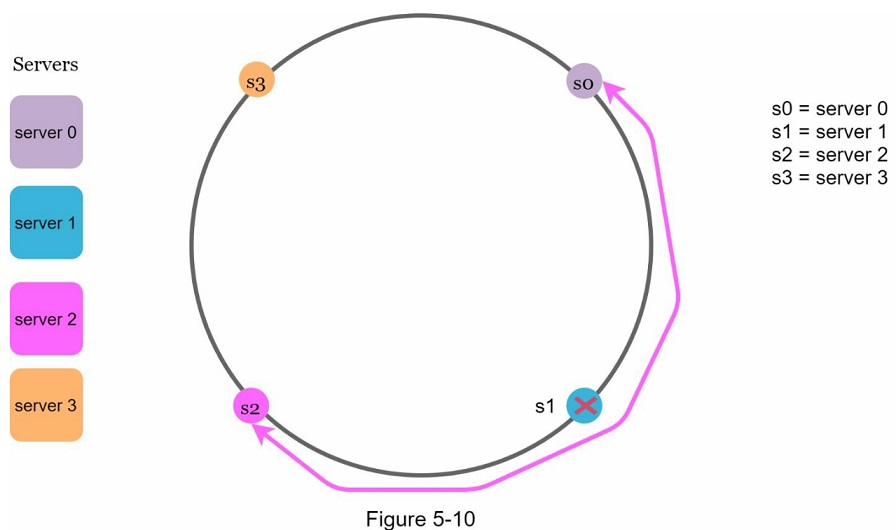 Servers
server 0
server 1
server 2
server 3
s3
s0
s2
s1
s0 = server 0
s1 = server 1
s2 = server 2
s3 = server 3
Figure 5-10